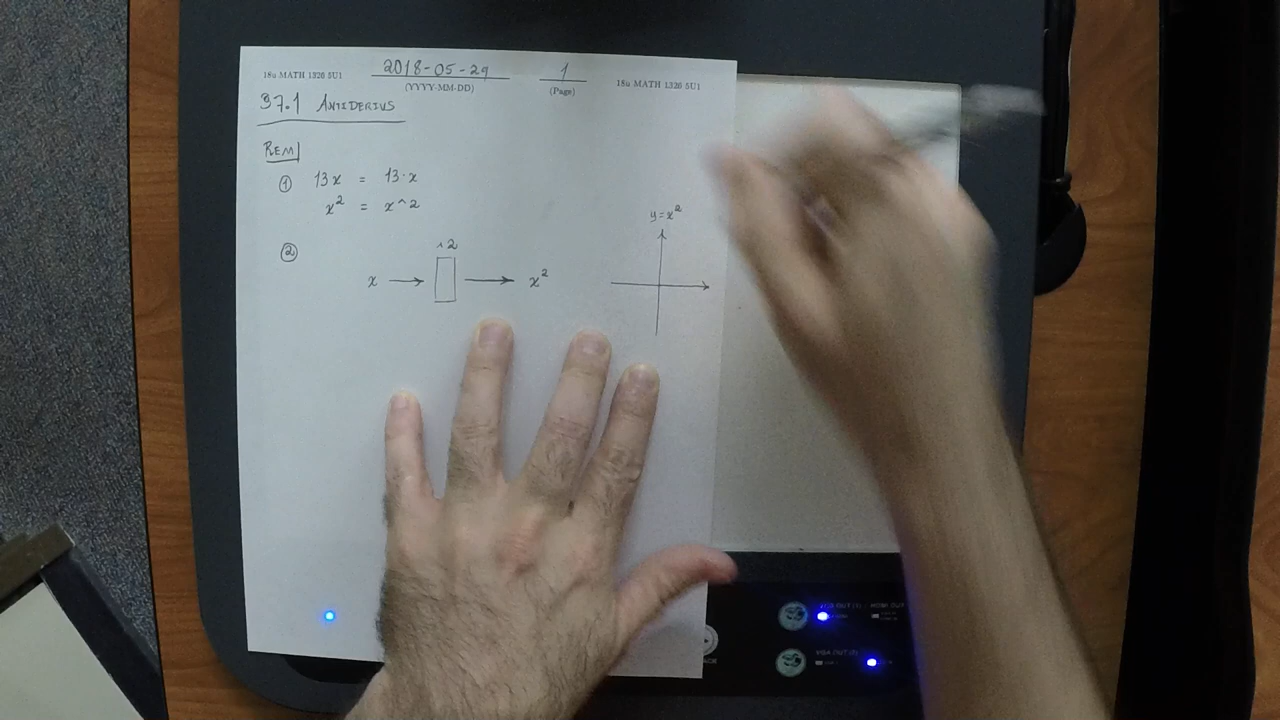 18u MATH 1326 5U1 2018-05-29 1 18u MATH 1326 5U1
(YYYY-MM-DD) (Page)
37.1 ANTIDERIVS
REM
① 13x = 13·x
x² = x^2
②
^2
x → → x²
y=x²